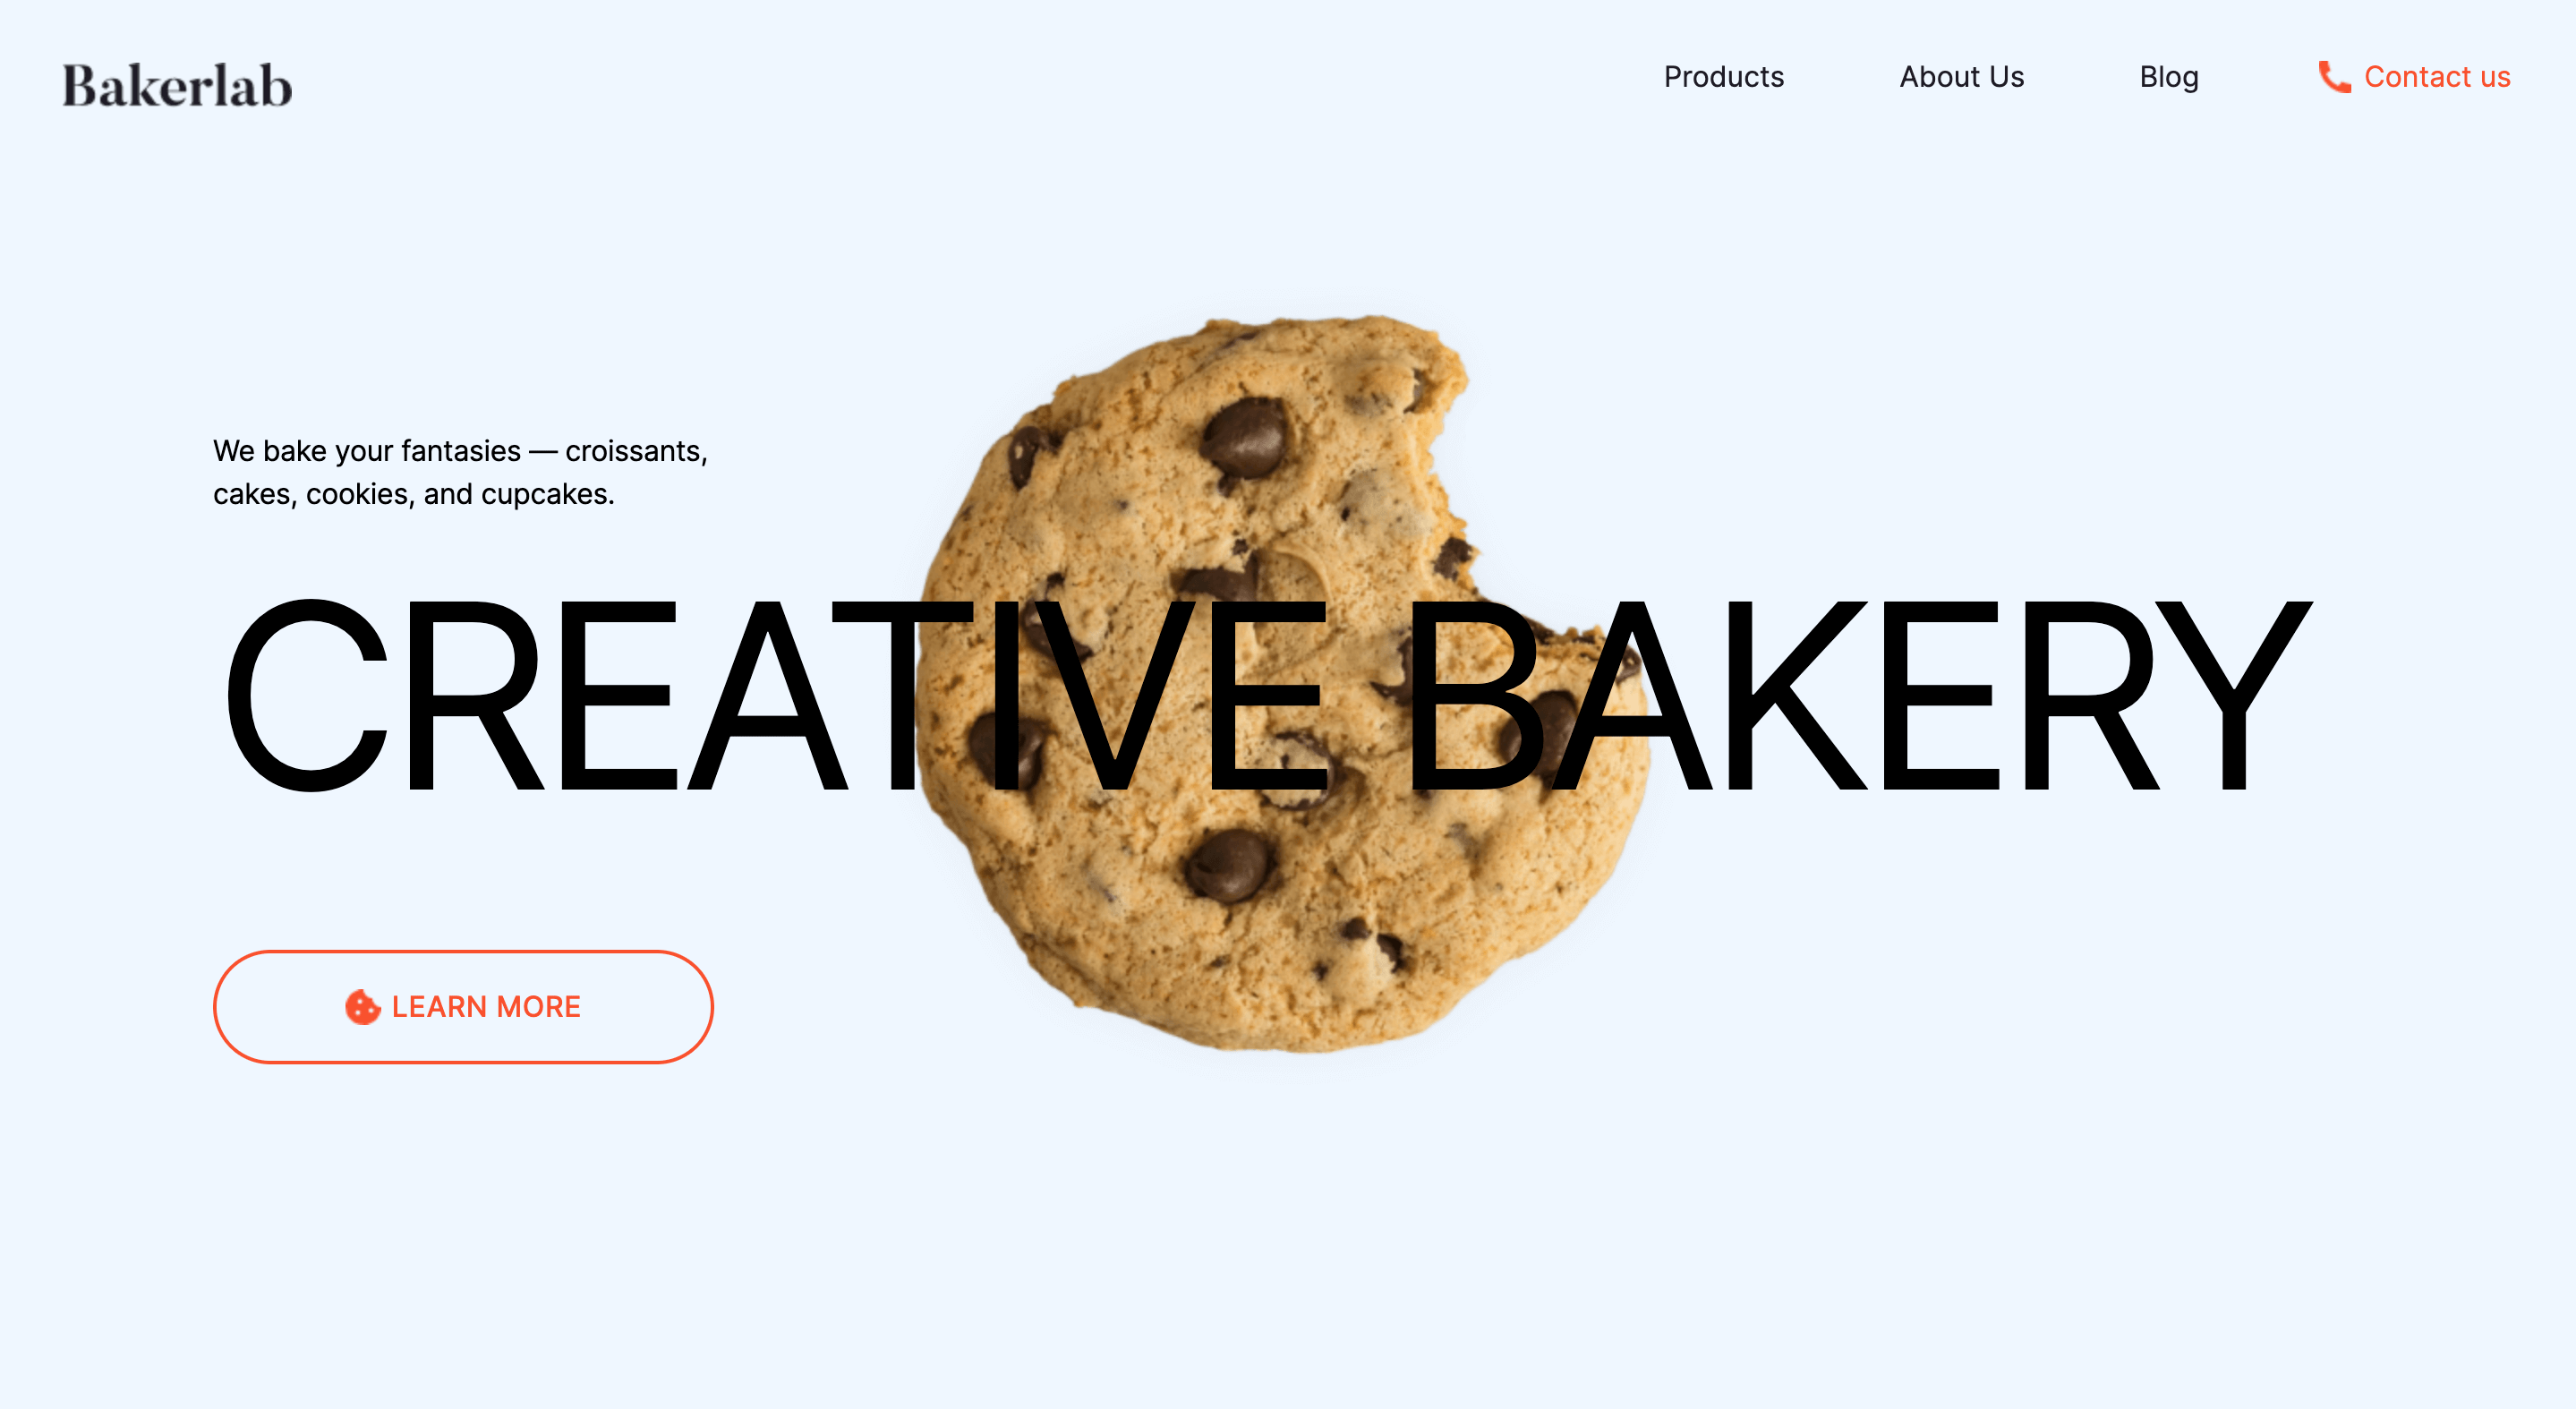 Bakerlab
Products
About Us
Blog
Contact us
We bake your fantasies — croissants,
cakes, cookies, and cupcakes.
CREATIVE BAKERY
LEARN MORE